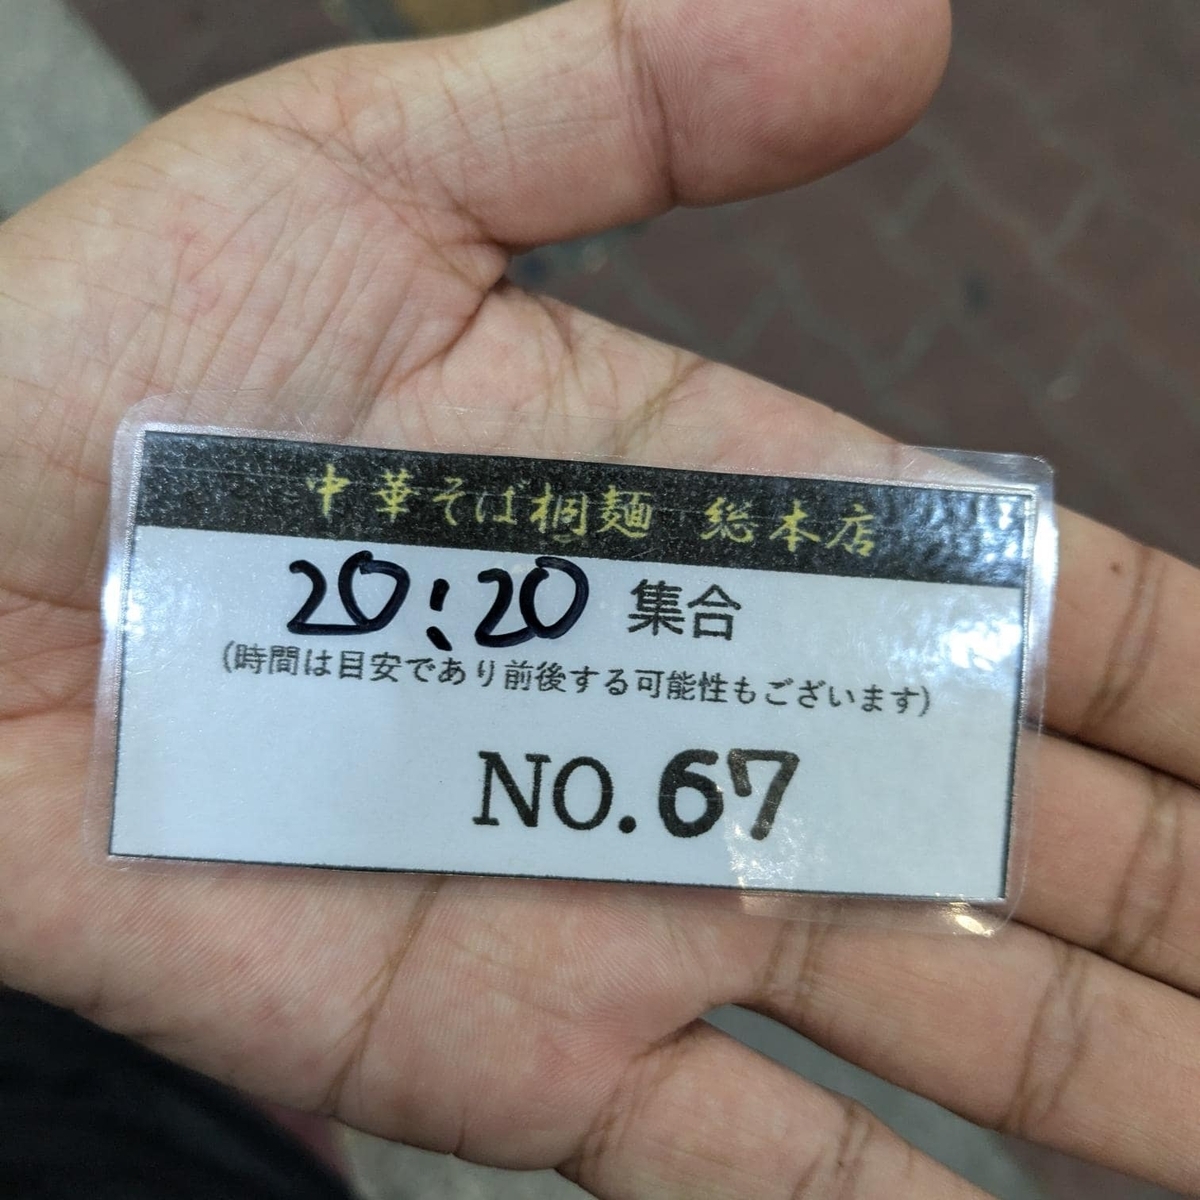 中華そば桐麺 総本店
20:20 集合
(時間は目安であり前後する可能性もございます)
NO.67